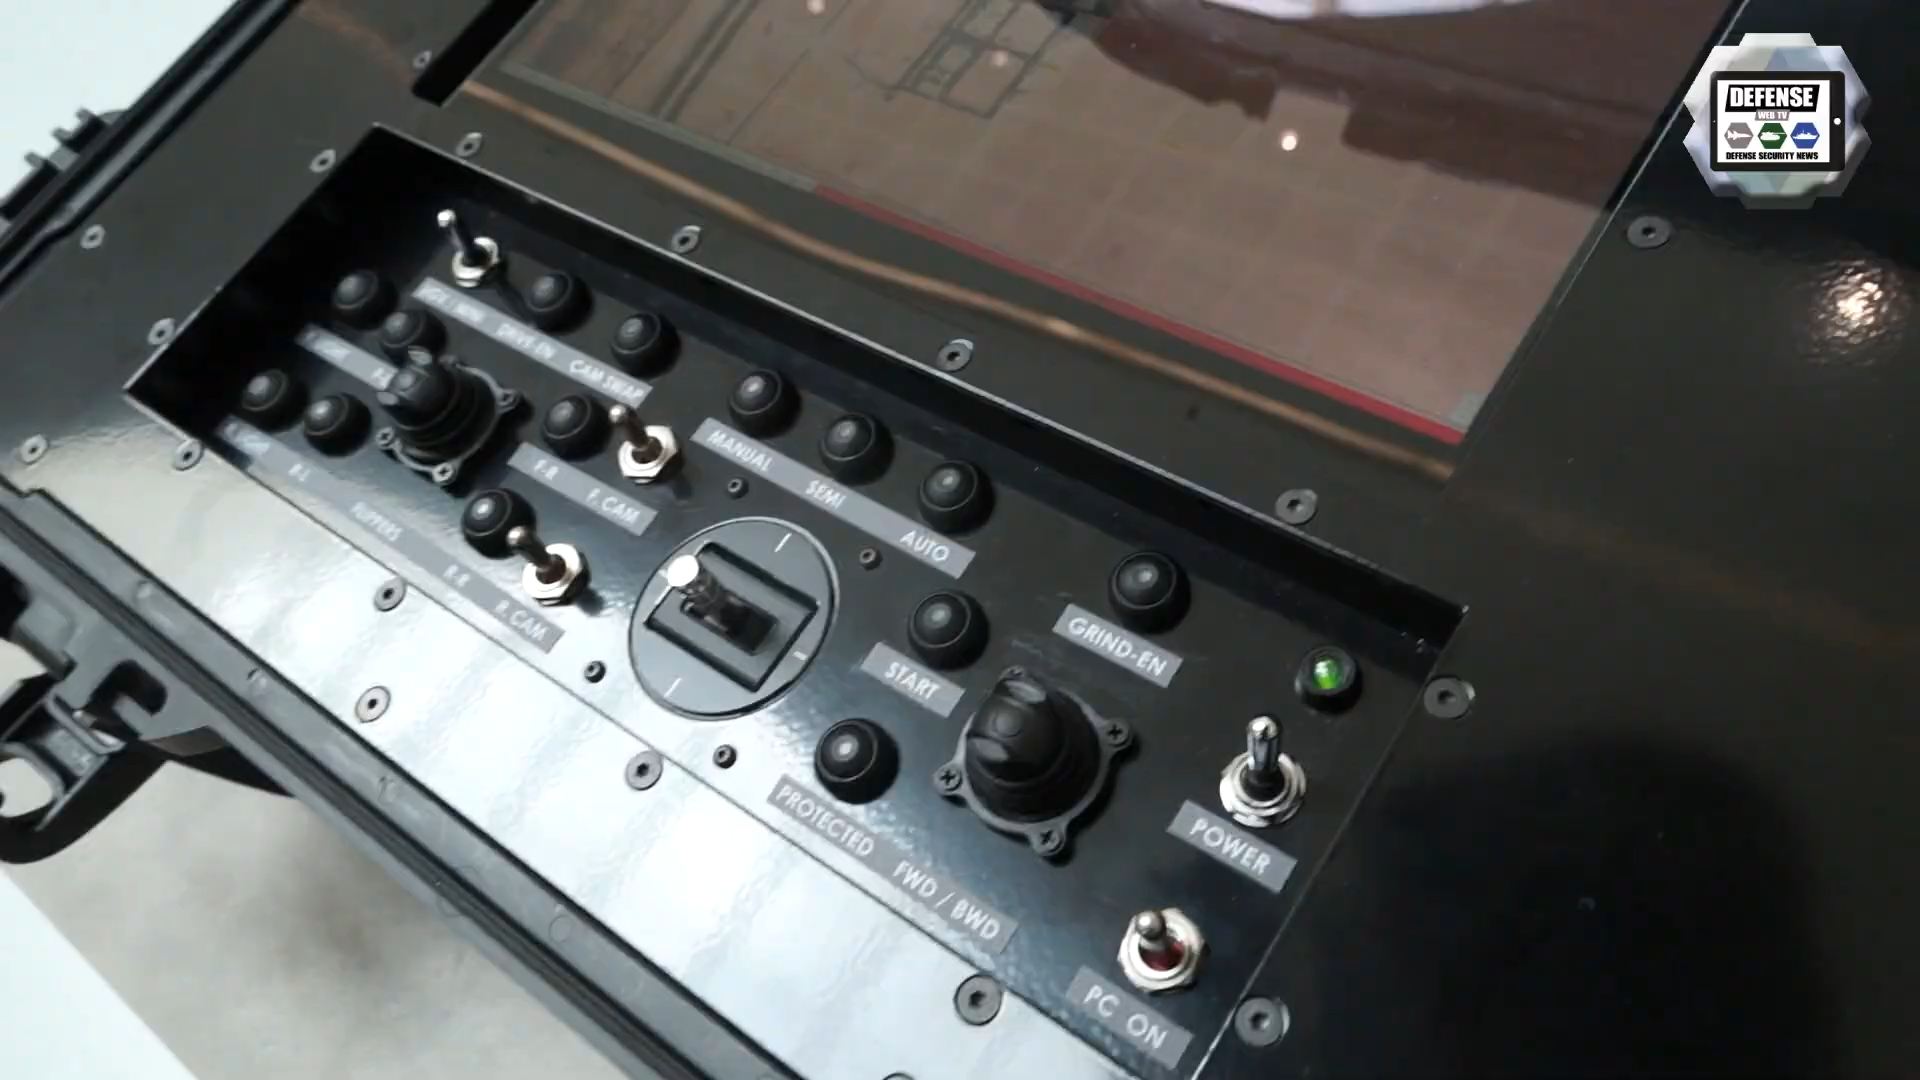 DEFENSE
WEB TV
DEFENSE SECURITY NEWS
DRIVE-EN
CAM SWAP
MANUAL
SEMI
AUTO
F-R
F. CAM
R-L
FLIPPERS
R-R
R. CAM
START
GRIND-EN
PROTECTED
FWD / BWD
POWER
PC ON